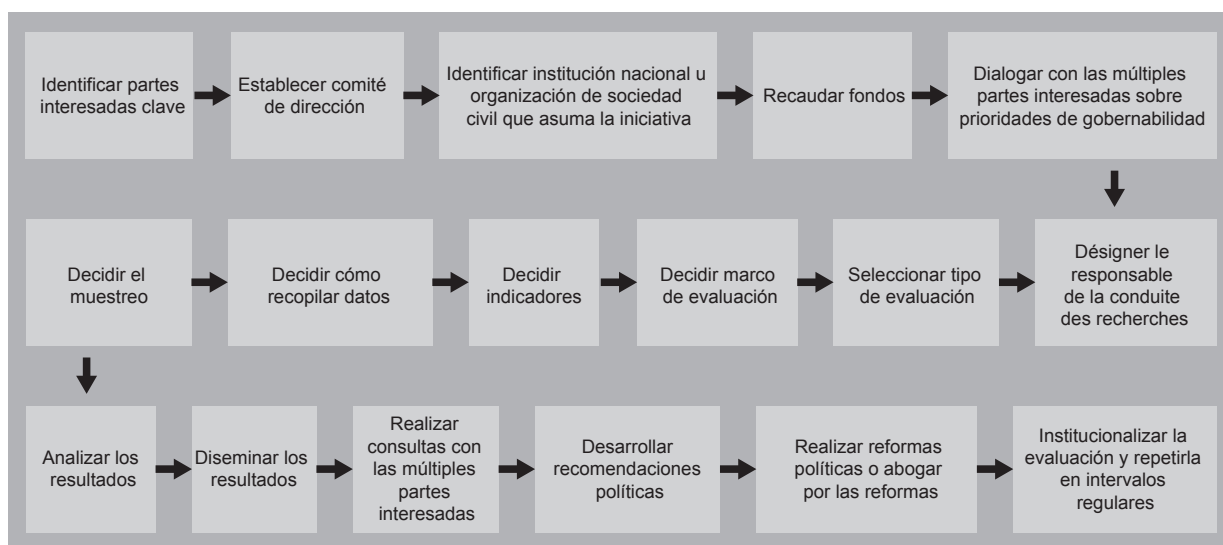 Identificar partes
interesadas clave
Establecer comité
de dirección
Identificar institución nacional u
organización de sociedad
civil que asuma la iniciativa
Recaudar fondos
Dialogar con las múltiples
partes interesadas sobre
prioridades de gobernabilidad
Decidir el
muestreo
Decidir cómo
recopilar datos
Decidir
indicadores
Decidir marco
de evaluación
Seleccionar tipo
de evaluación
Désigner le
responsable
de la conduite
des recherches
Analizar los
resultados
Diseminar los
resultados
Realizar
consultas con
las múltiples
partes
interesadas
Desarrollar
recomendaciones
políticas
Realizar reformas
políticas o abogar
por las reformas
Institucionalizar la
evaluación y repetirla
en intervalos
regulares